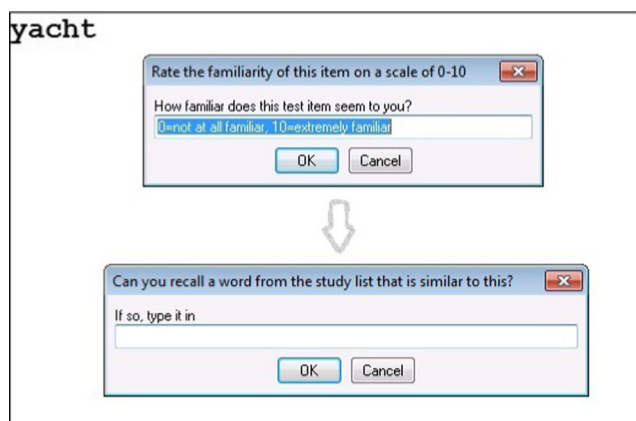 yacht
Rate the familiarity of this item on a scale of 0-10
How familiar does this test item seem to you?
0=not at all familiar, 10=extremely familiar
OK Cancel
Can you recall a word from the study list that is similar to this?
If so, type it in
OK Cancel